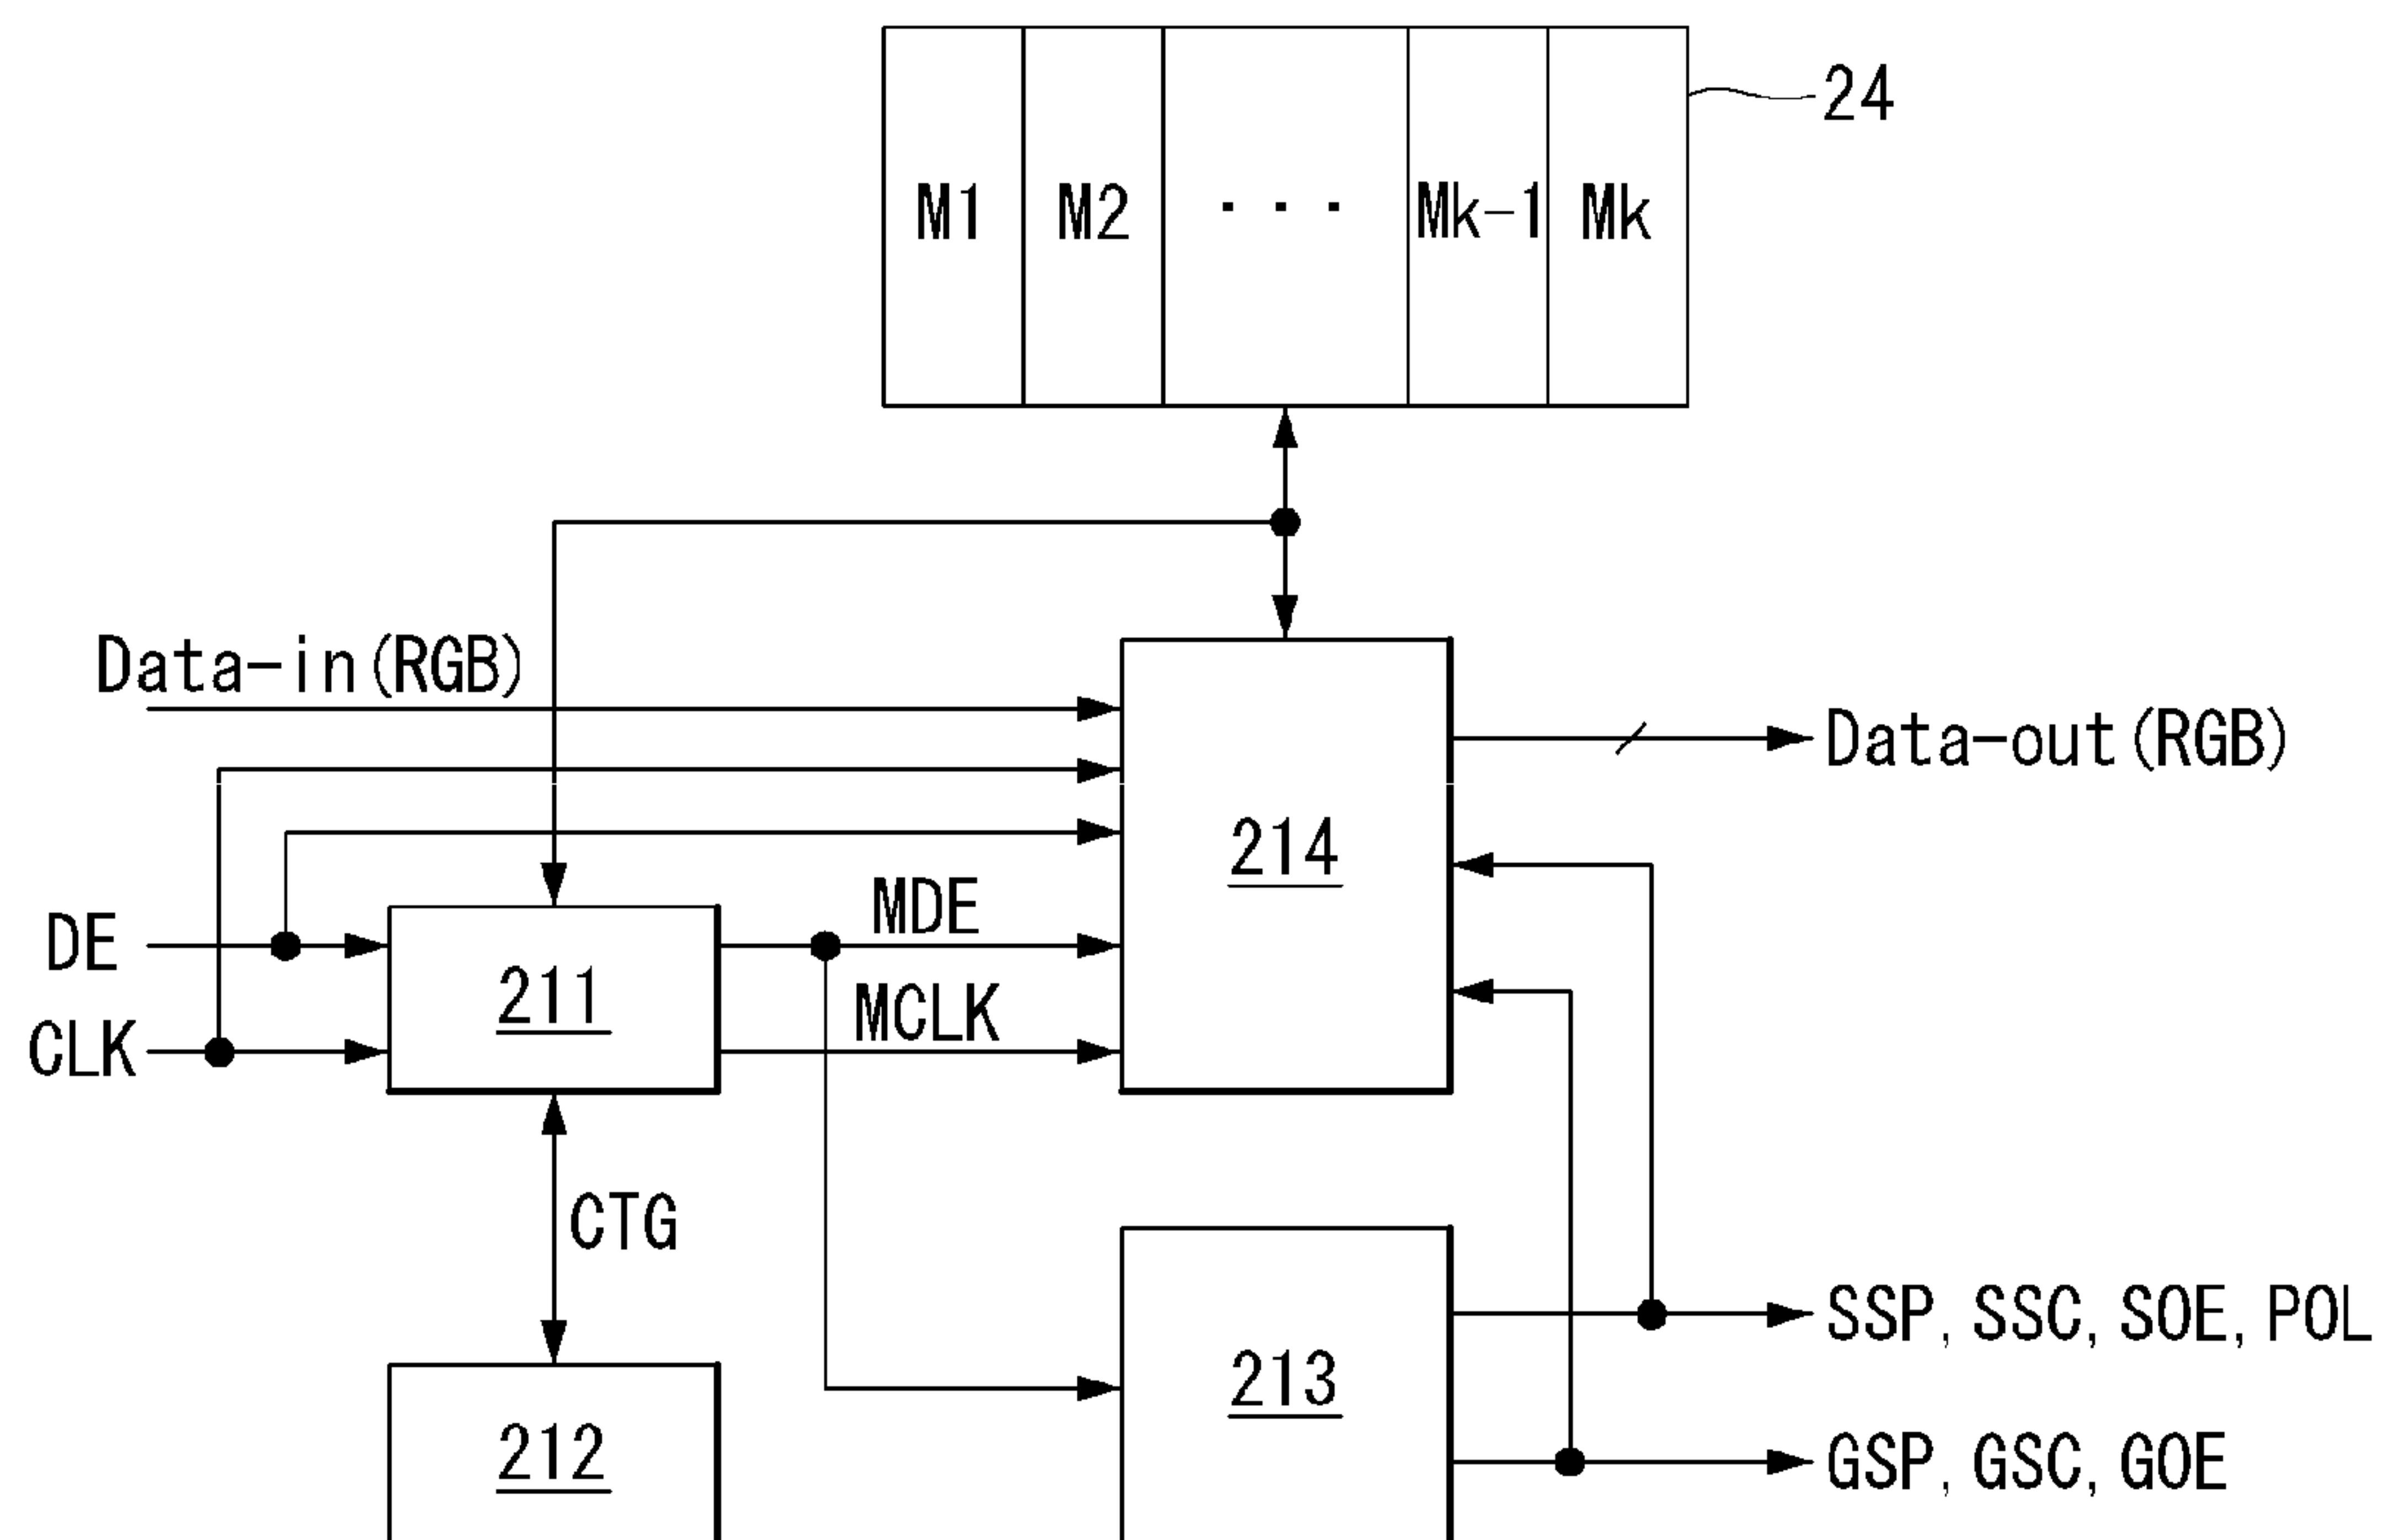 24
M1 M2 ... Mk-1 Mk
Data-in(RGB)
Data-out(RGB)
214
DE
MDE
211
CLK
MCLK
CTG
SSP, SSC, SOE, POL
213
212
GSP, GSC, GOE